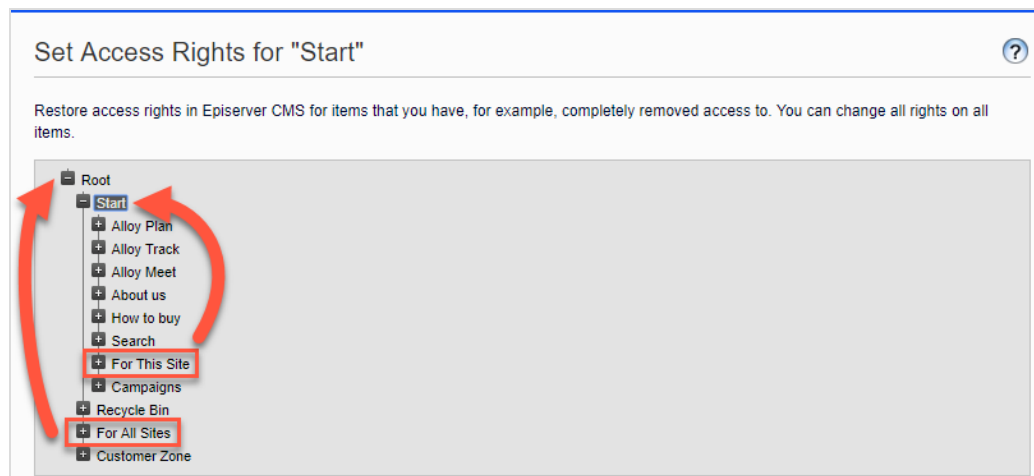 Set Access Rights for "Start"
?
Restore access rights in Episerver CMS for items that you have, for example, completely removed access to. You can change all rights on all
items.
Root
Start
Alloy Plan
Alloy Track
Alloy Meet
About us
How to buy
Search
For This Site
Campaigns
Recycle Bin
For All Sites
Customer Zone